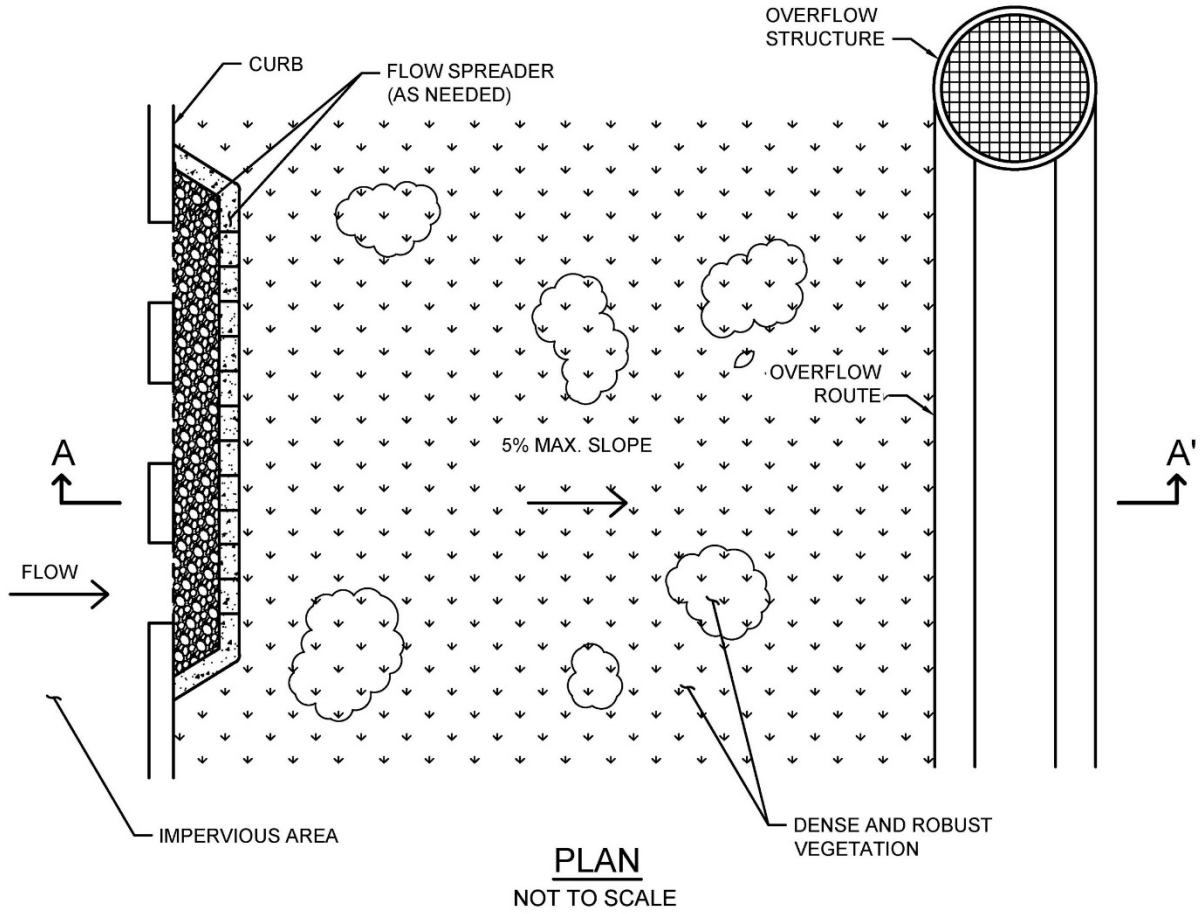 OVERFLOW
STRUCTURE
CURB
FLOW SPREADER
(AS NEEDED)
OVERFLOW
ROUTE
5% MAX. SLOPE
A
A'
FLOW
IMPERVIOUS AREA
DENSE AND ROBUST
VEGETATION
PLAN
NOT TO SCALE